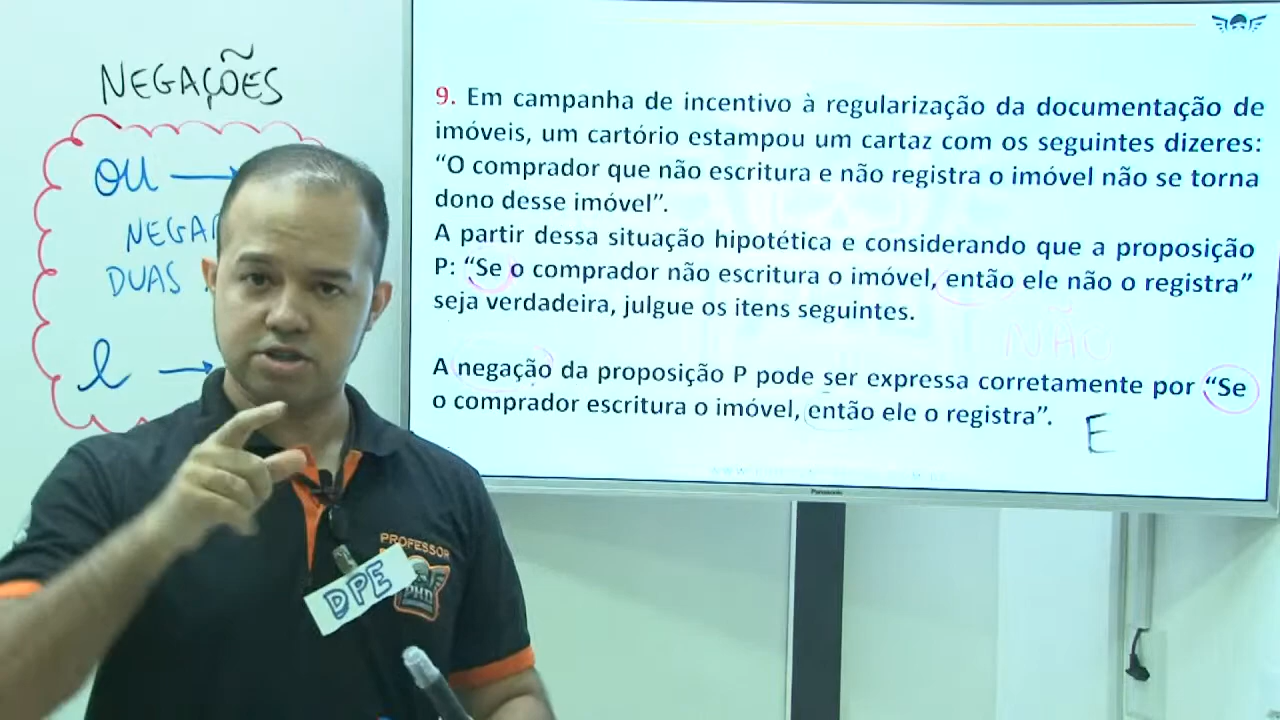 NEGAÇÕES
OU
NEGAR
DUAS
e
9. Em campanha de incentivo à regularização da documentação de
imóveis, um cartório estampou um cartaz com os seguintes dizeres:
“O comprador que não escritura e não registra o imóvel não se torna
dono desse imóvel”.
A partir dessa situação hipotética e considerando que a proposição
P: “Se o comprador não escritura o imóvel, então ele não o registra”
seja verdadeira, julgue os itens seguintes.
NÃO
A negação da proposição P pode ser expressa corretamente por “Se
o comprador escritura o imóvel, então ele o registra”.
E
Panasonic
PROFESSOR
DPE